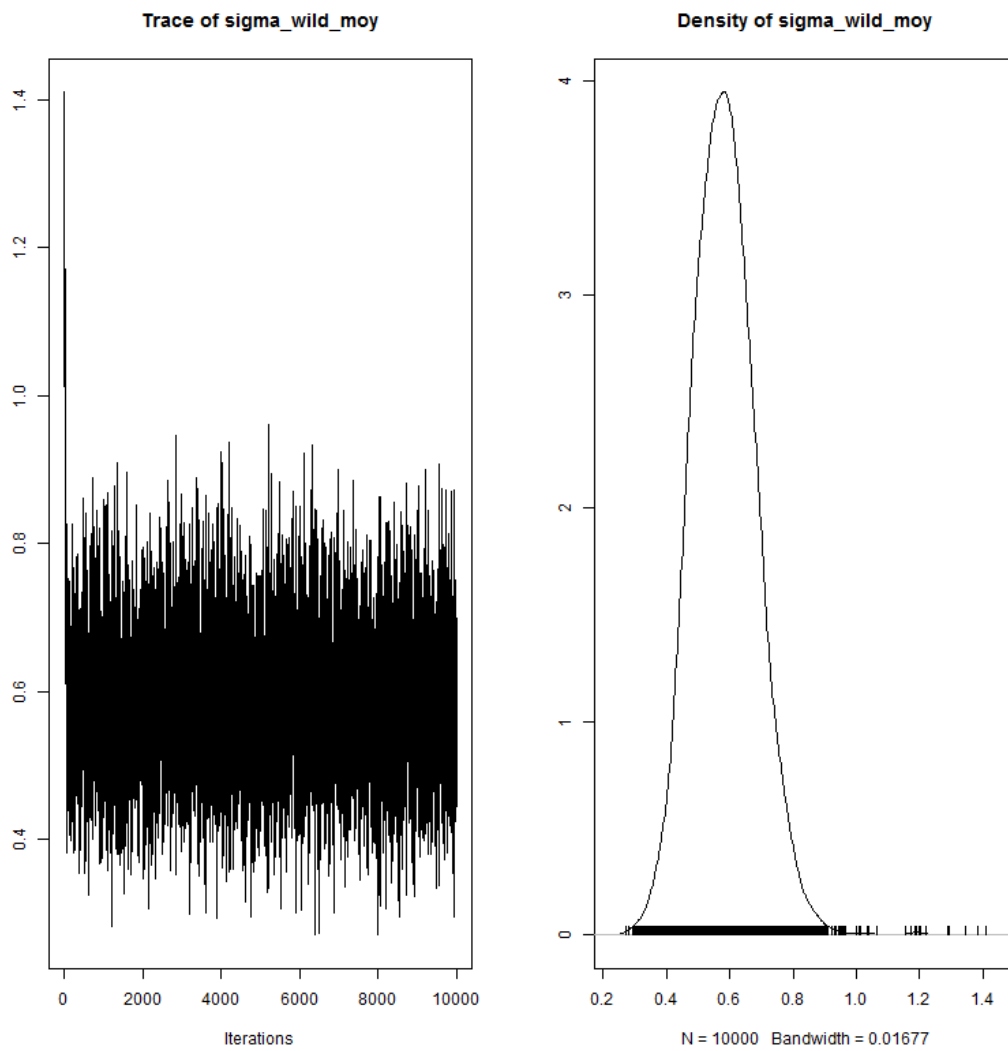 Trace of sigma_wild_moy
1.4
1.2
1.0
0.8
0.6
0.4
0 2000 4000 6000 8000 10000
Iterations
Density of sigma_wild_moy
4
3
2
1
0
0.2 0.4 0.6 0.8 1.0 1.2 1.4
N = 10000 Bandwidth = 0.01677